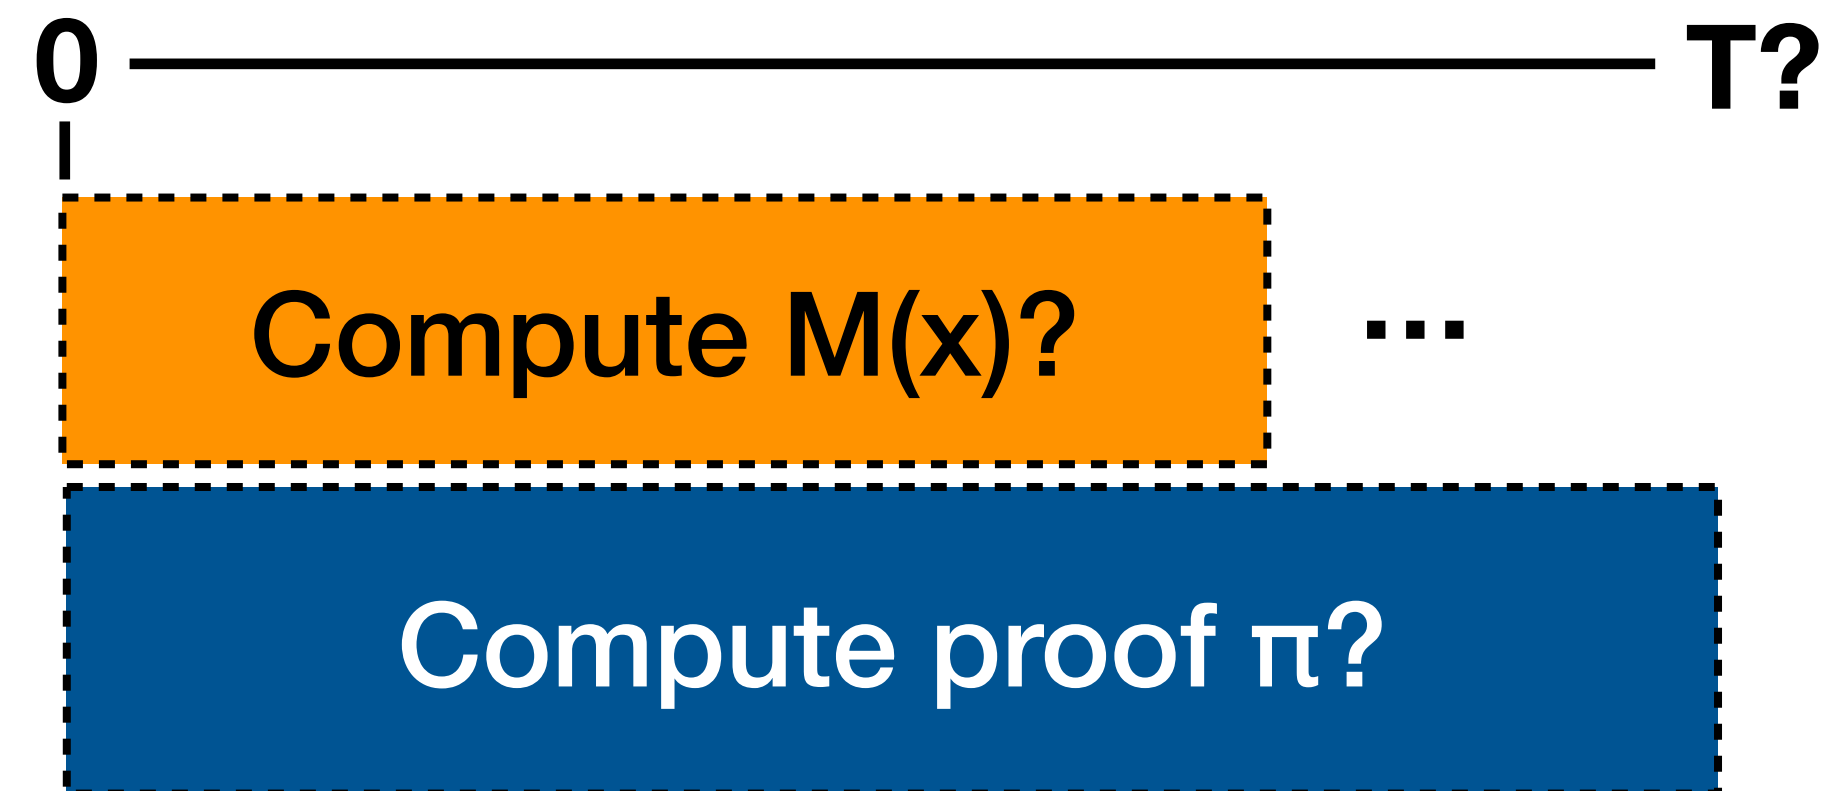 0 T?
Compute M(x)? ...
Compute proof π?